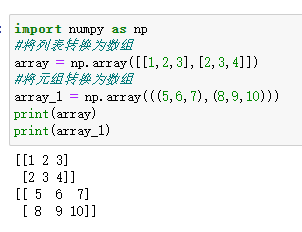 import numpy as np
#将列表转换为数组
array = np.array([[1,2,3],[2,3,4]])
#将元组转换为数组
array_1 = np.array(((5,6,7),(8,9,10)))
print(array)
print(array_1)
[[1 2 3]
 [2 3 4]]
[[ 5  6  7]
 [ 8  9 10]]